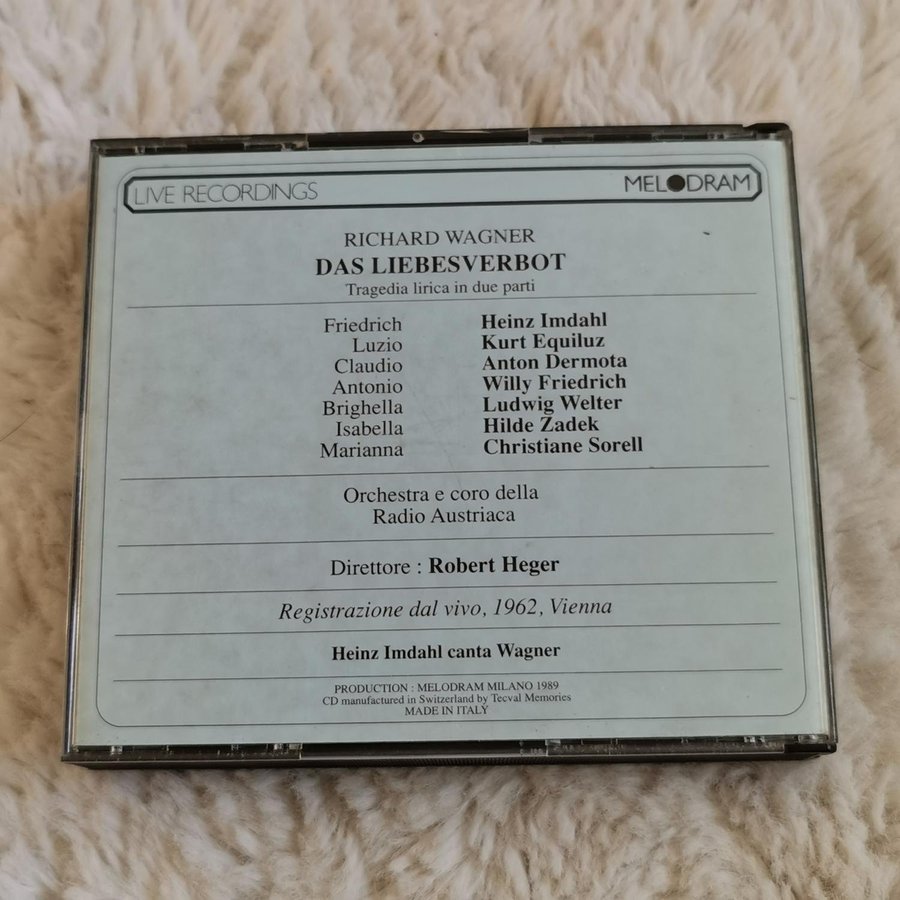 LIVE RECORDINGS MELODRAM
RICHARD WAGNER
DAS LIEBESVERBOT
Tragedia lirica in due parti
Friedrich Heinz Imdahl
Luzio Kurt Equiluz
Claudio Anton Dermota
Antonio Willy Friedrich
Brighella Ludwig Welter
Isabella Hilde Zadek
Marianna Christiane Sorell
Orchestra e coro della
Radio Austriaca
Direttore : Robert Heger
Registrazione dal vivo, 1962, Vienna
Heinz Imdahl canta Wagner
PRODUCTION : MELODRAM MILANO 1989
CD manufactured in Switzerland by Tecval Memories
MADE IN ITALY